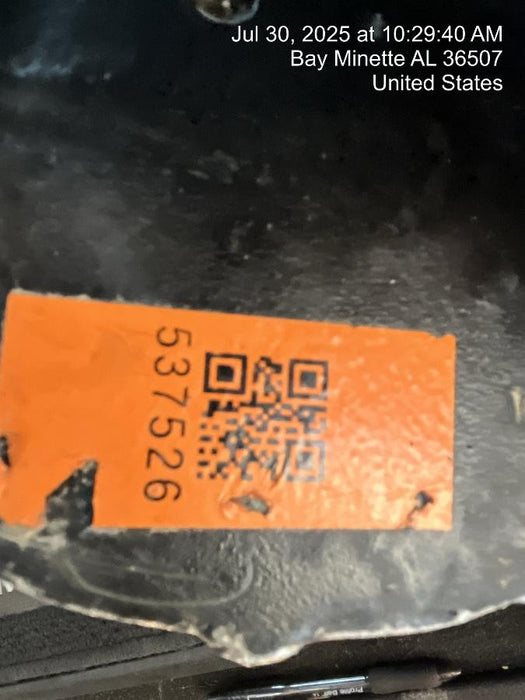 Jul 30, 2025 at 10:29:40 AM
Bay Minette AL 36507
United States
537526